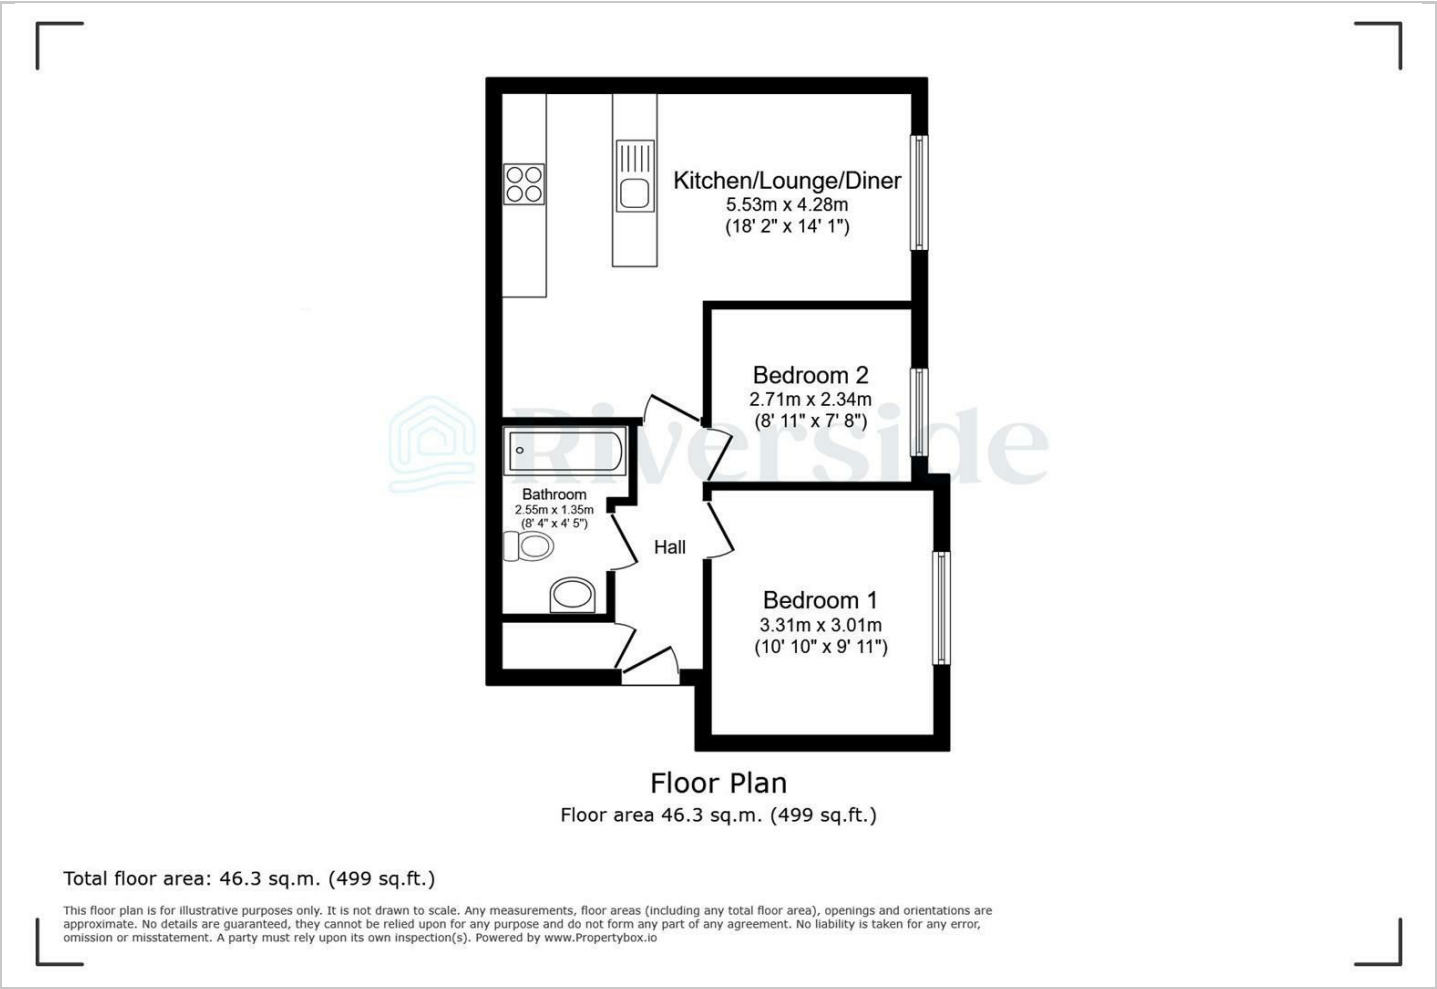 Kitchen/Lounge/Diner
5.53m x 4.28m
(18' 2" x 14' 1")
Bedroom 2
2.71m x 2.34m
(8' 11" x 7' 8")
Riverside
Bathroom
2.55m x 1.35m
(8' 4" x 4' 5")
Hall
Bedroom 1
3.31m x 3.01m
(10' 10" x 9' 11")
Floor Plan
Floor area 46.3 sq.m. (499 sq.ft.)
Total floor area: 46.3 sq.m. (499 sq.ft.)
This floor plan is for illustrative purposes only. It is not drawn to scale. Any measurements, floor areas (including any total floor area), openings and orientations are
approximate. No details are guaranteed, they cannot be relied upon for any purpose and do not form any part of any agreement. No liability is taken for any error,
omission or misstatement. A party must rely upon its own inspection(s). Powered by www.Propertybox.io